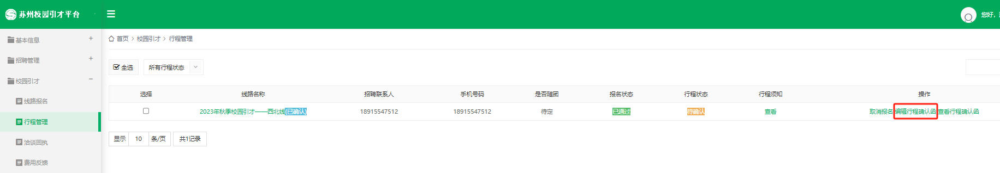 苏州校园引才平台
您好，
基本信息
招聘管理
校园引才
线路报名
行程管理
洽谈回执
费用反馈
首页 > 校园引才 > 行程管理
全选 所有行程状态
选择 线路名称 招聘联系人 手机号码 是否随团 报名状态 行程状态 行程须知 操作
2023年秋季校园引才——西北线(已确认) 18915547512 18915547512 待定 已通过 待确认 查看 取消报名 编辑行程确认函 查看行程确认函
显示 10 条/页 共1记录